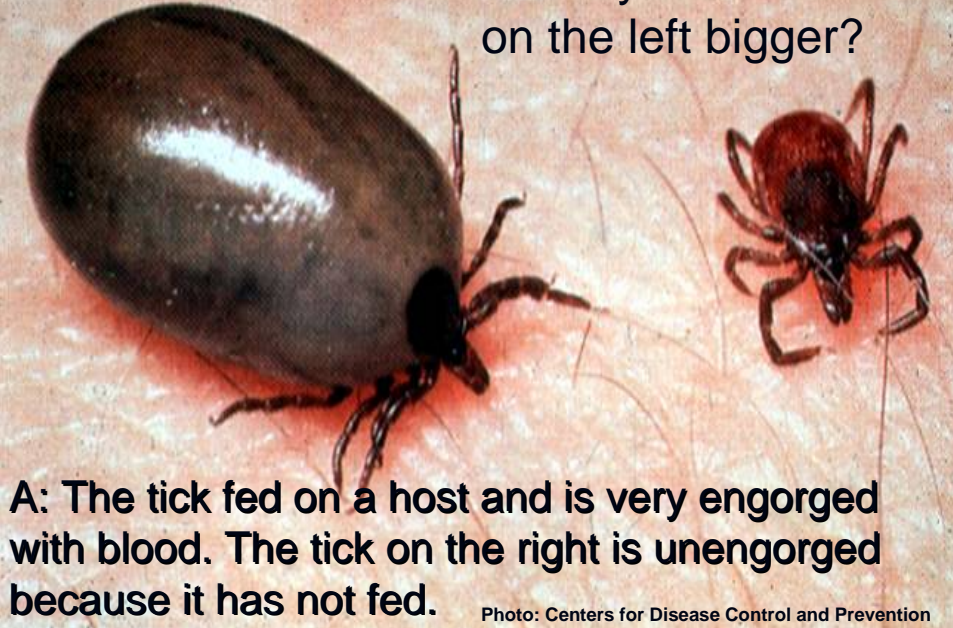 on the left bigger?
A: The tick fed on a host and is very engorged
with blood. The tick on the right is unengorged
because it has not fed.
Photo: Centers for Disease Control and Prevention